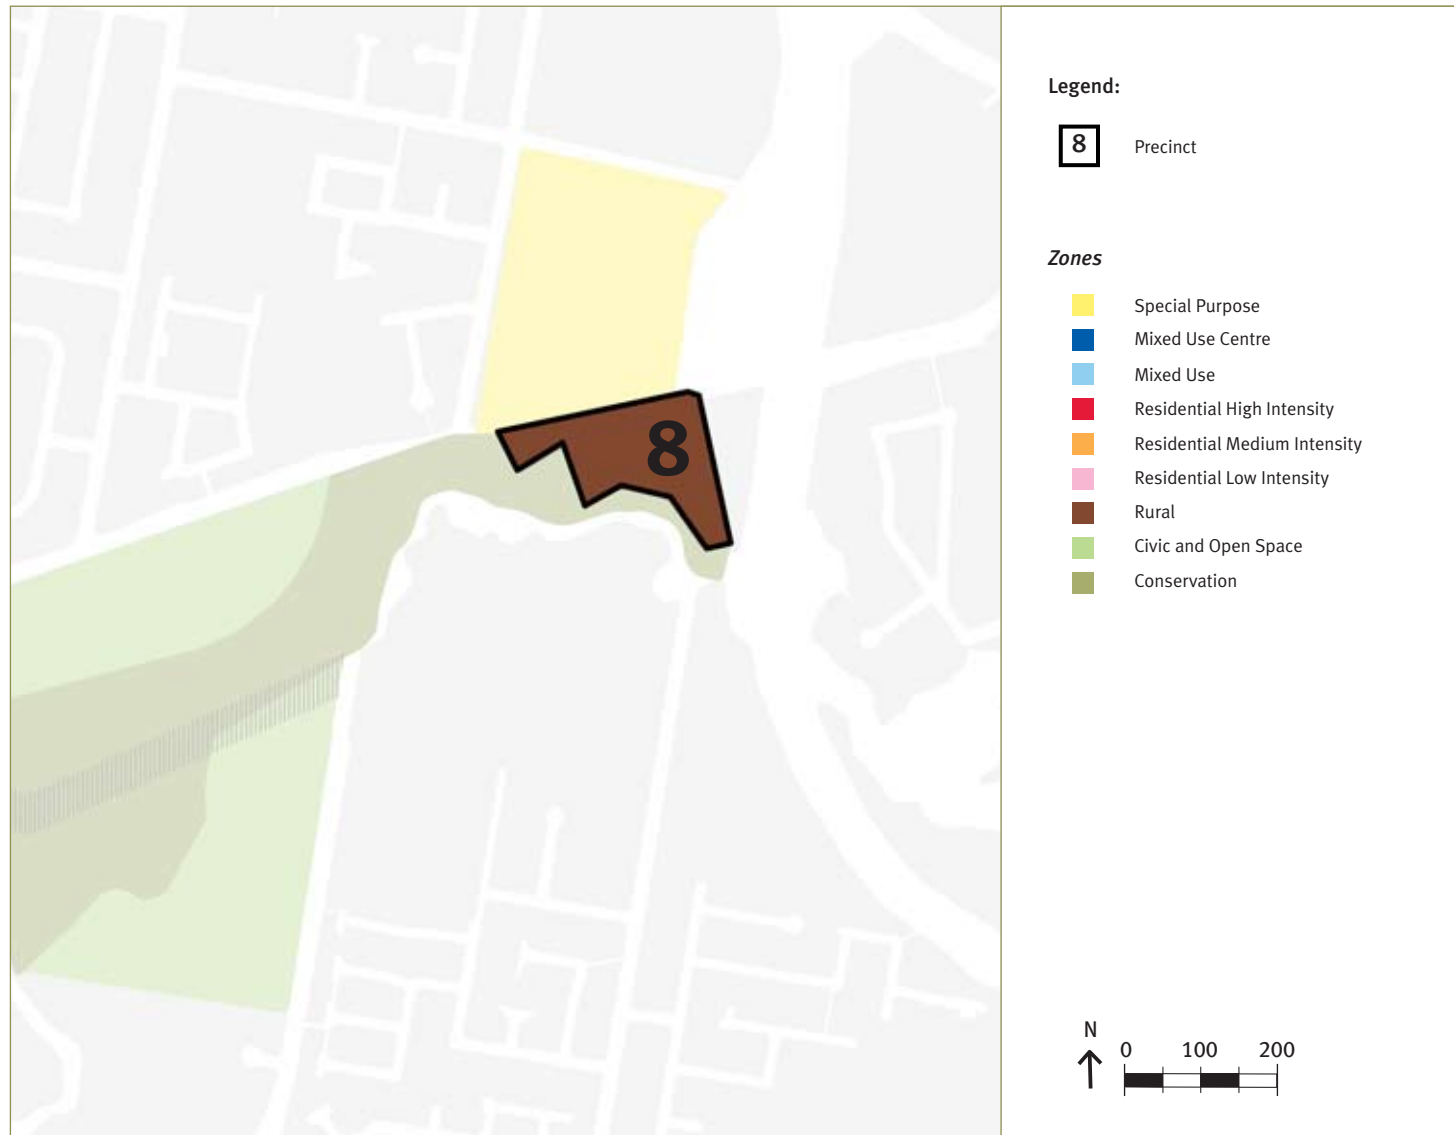 8
Legend:
8 Precinct
Zones
Special Purpose
Mixed Use Centre
Mixed Use
Residential High Intensity
Residential Medium Intensity
Residential Low Intensity
Rural
Civic and Open Space
Conservation
N
0 100 200